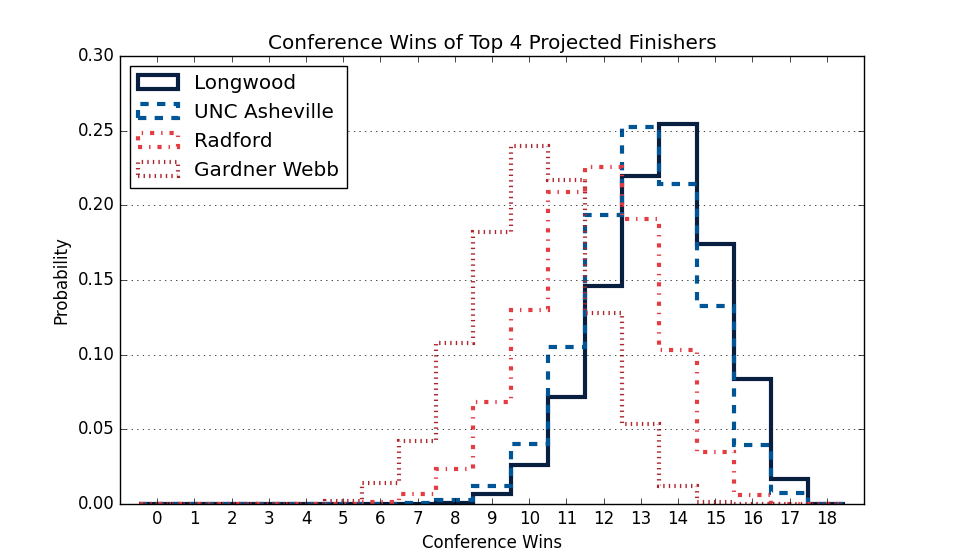 Conference Wins of Top 4 Projected Finishers
0.30
0.25
0.20
0.15
0.10
0.05
0.00
Probability
Longwood
UNC Asheville
Radford
Gardner Webb
0 1 2 3 4 5 6 7 8 9 10 11 12 13 14 15 16 17 18
Conference Wins